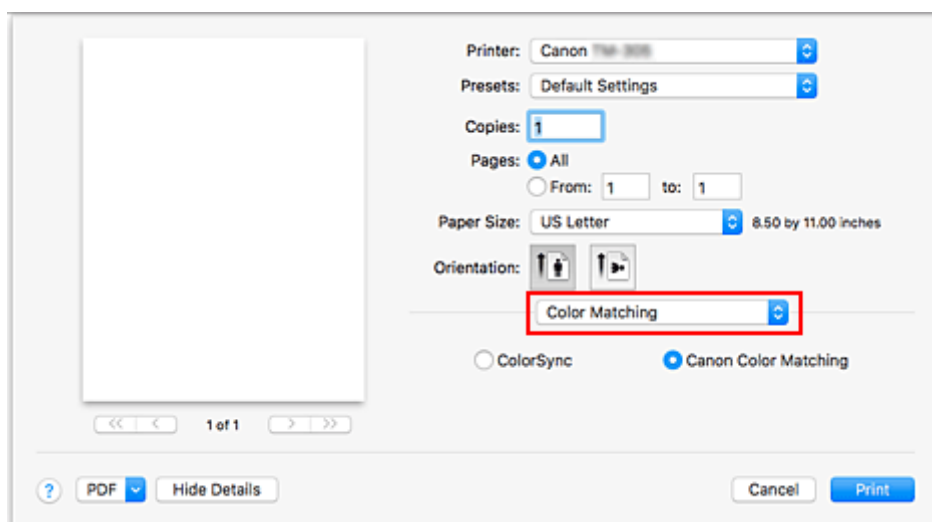 Printer: Canon
Presets: Default Settings
Copies: 1
Pages: All
From: 1 to: 1
Paper Size: US Letter 8.50 by 11.00 inches
Orientation:
Color Matching
ColorSync Canon Color Matching
<< < 1 of 1 > >>
? PDF Hide Details Cancel Print